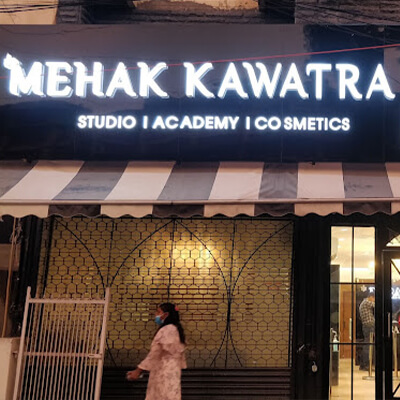 MEHAK KAWATRA
STUDIO | ACADEMY | COSMETICS